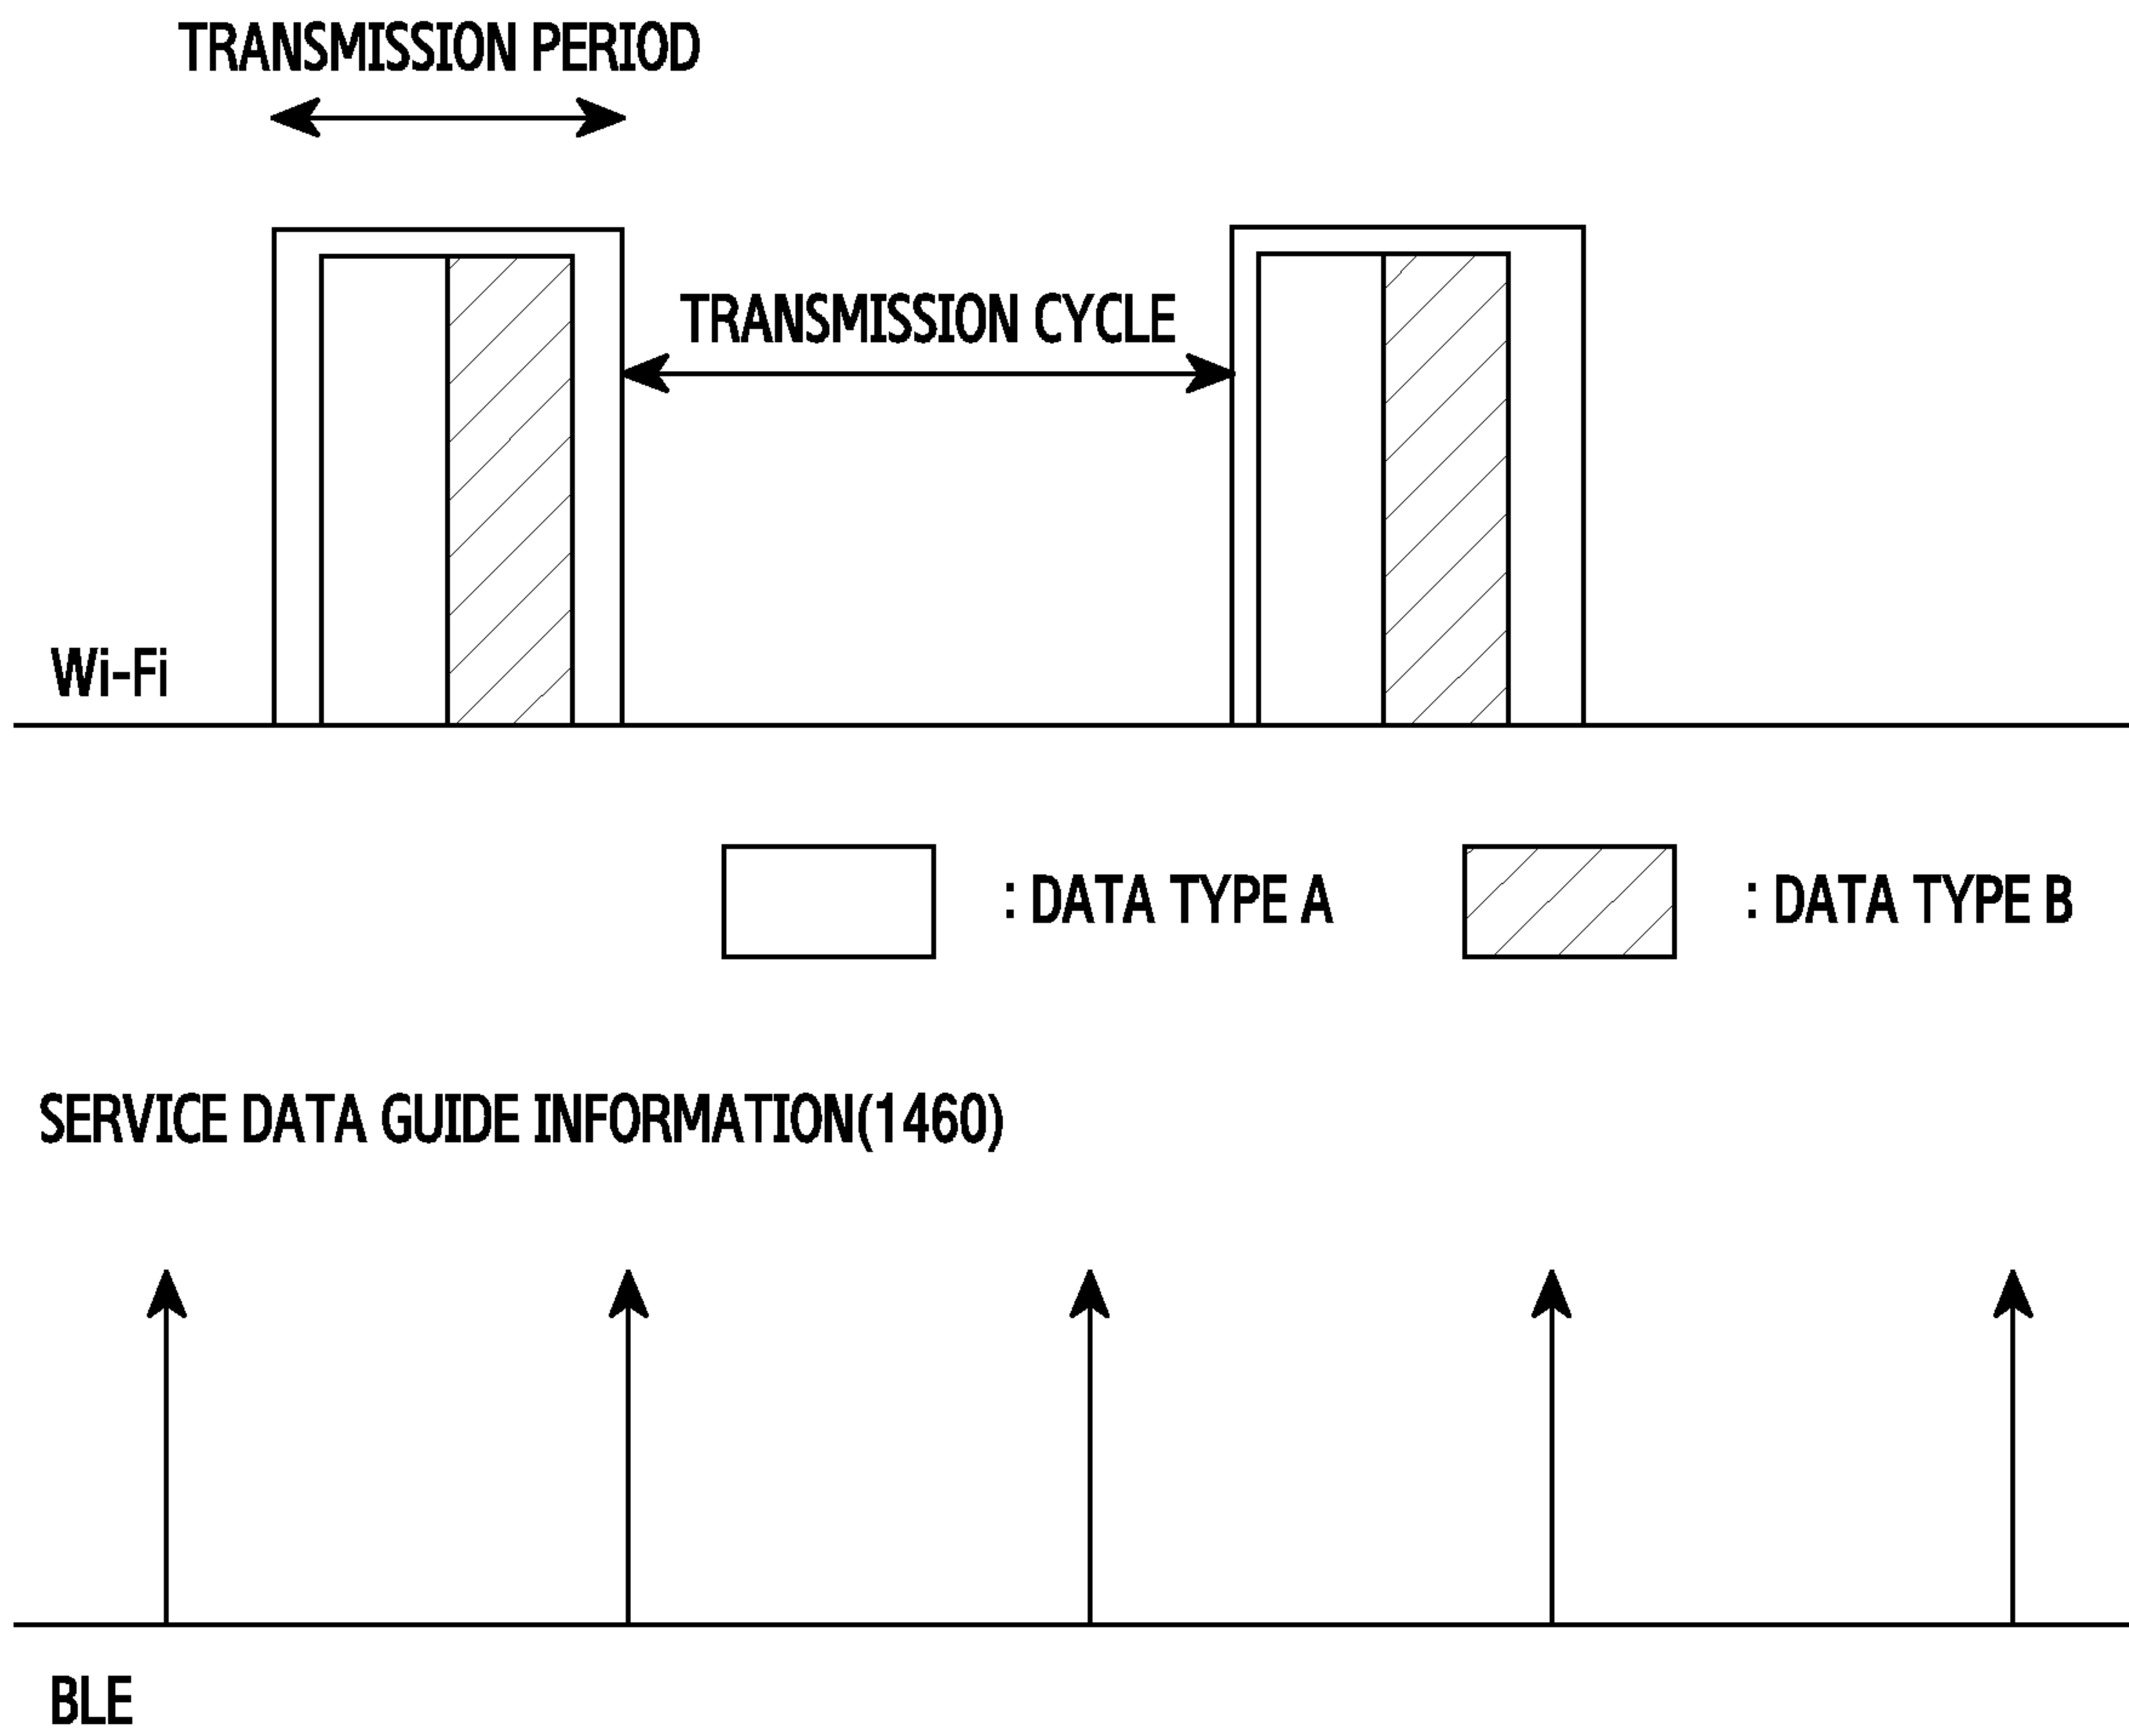 TRANSMISSION PERIOD
TRANSMISSION CYCLE
Wi-Fi
: DATA TYPE A
: DATA TYPE B
SERVICE DATA GUIDE INFORMATION(1460)
BLE